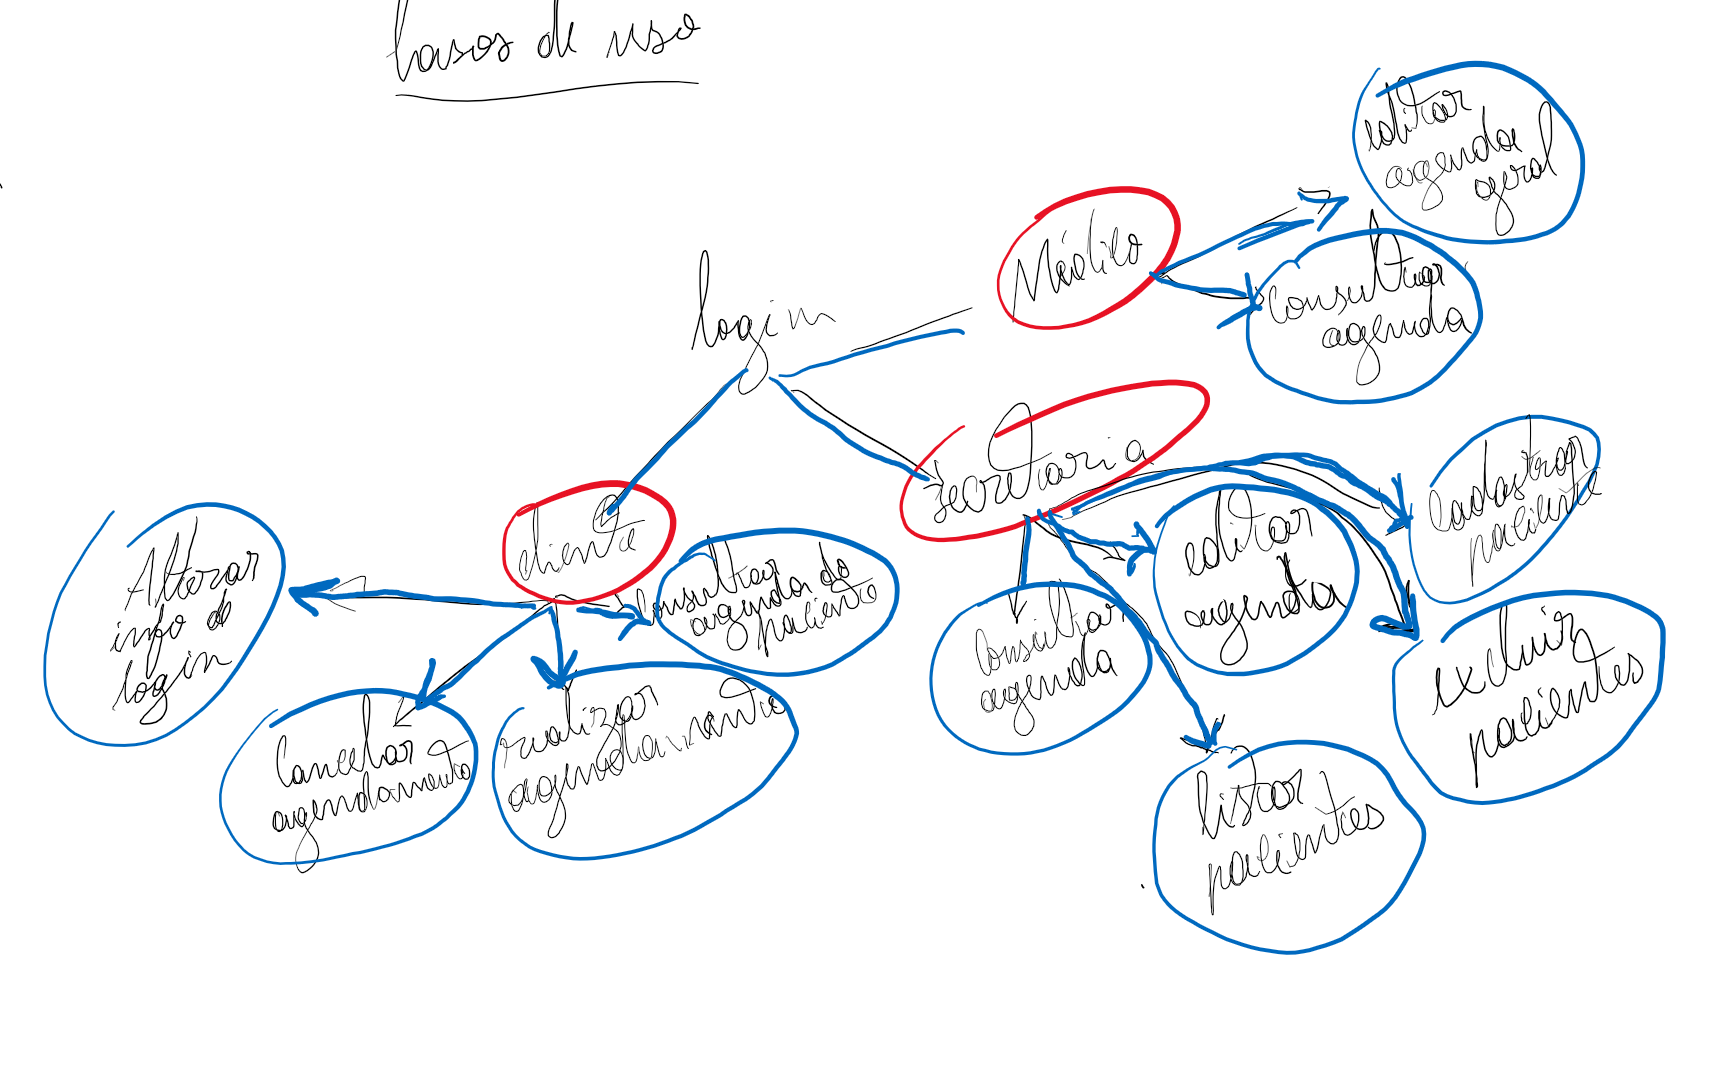 Casos de uso
editar
agenda
geral
Médico
login
Consultar
agenda
Secretaria
Cadastrar
paciente
cliente
editar
agenda
Alterar
info de
login
Consultar
agenda do
paciente
Consultar
agenda
excluir
pacientes
Cancelar
agendamento
realizar
agendamento
listar
pacientes